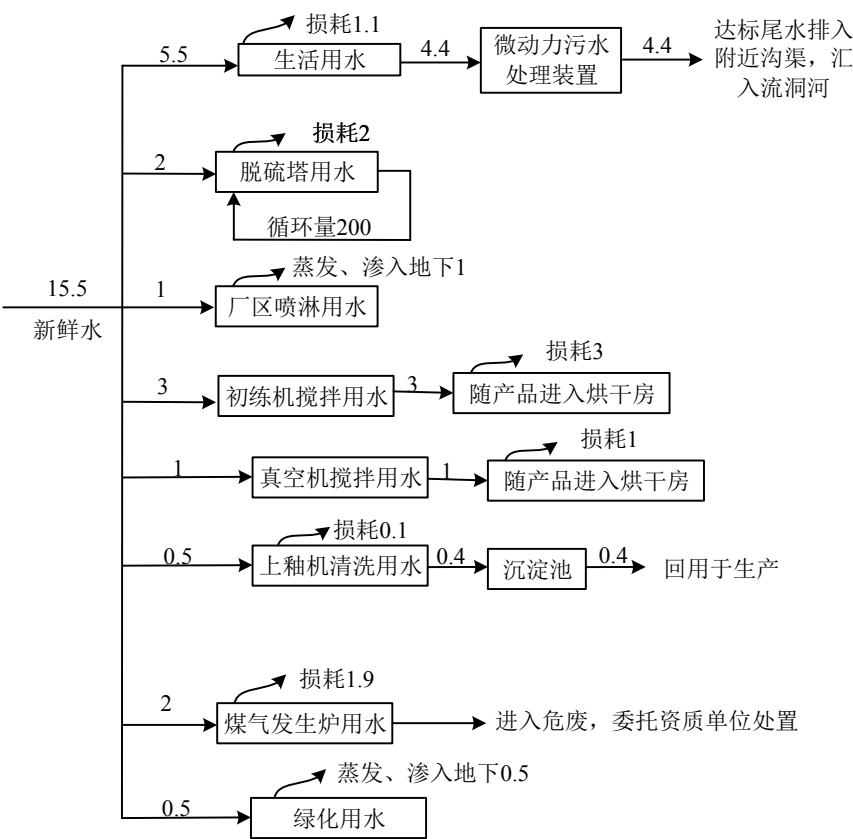 损耗1.1
5.5
生活用水
4.4
微动力污水
处理装置
4.4
达标尾水排入
附近沟渠，汇
入流洞河
损耗2
2
脱硫塔用水
循环量200
蒸发、渗入地下1
15.5
新鲜水
1
厂区喷淋用水
损耗3
3
初练机搅拌用水
3
随产品进入烘干房
损耗1
1
真空机搅拌用水
1
随产品进入烘干房
损耗0.1
0.5
上釉机清洗用水
0.4
沉淀池
0.4
回用于生产
损耗1.9
2
煤气发生炉用水
进入危废，委托资质单位处置
蒸发、渗入地下0.5
0.5
绿化用水